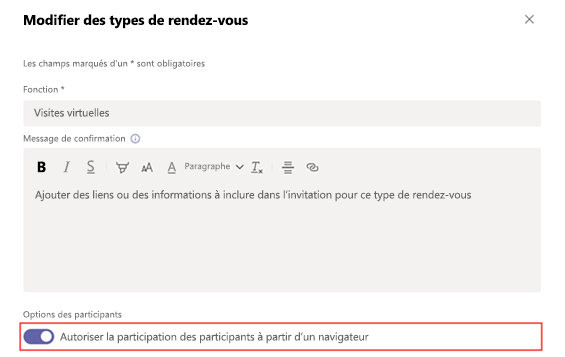 Modifier des types de rendez-vous
Les champs marqués d'un * sont obligatoires
Fonction *
Visites virtuelles
Message de confirmation
B I S A AA A Paragraphe Tx
Ajouter des liens ou des informations à inclure dans l'invitation pour ce type de rendez-vous
Options des participants
Autoriser la participation des participants à partir d'un navigateur